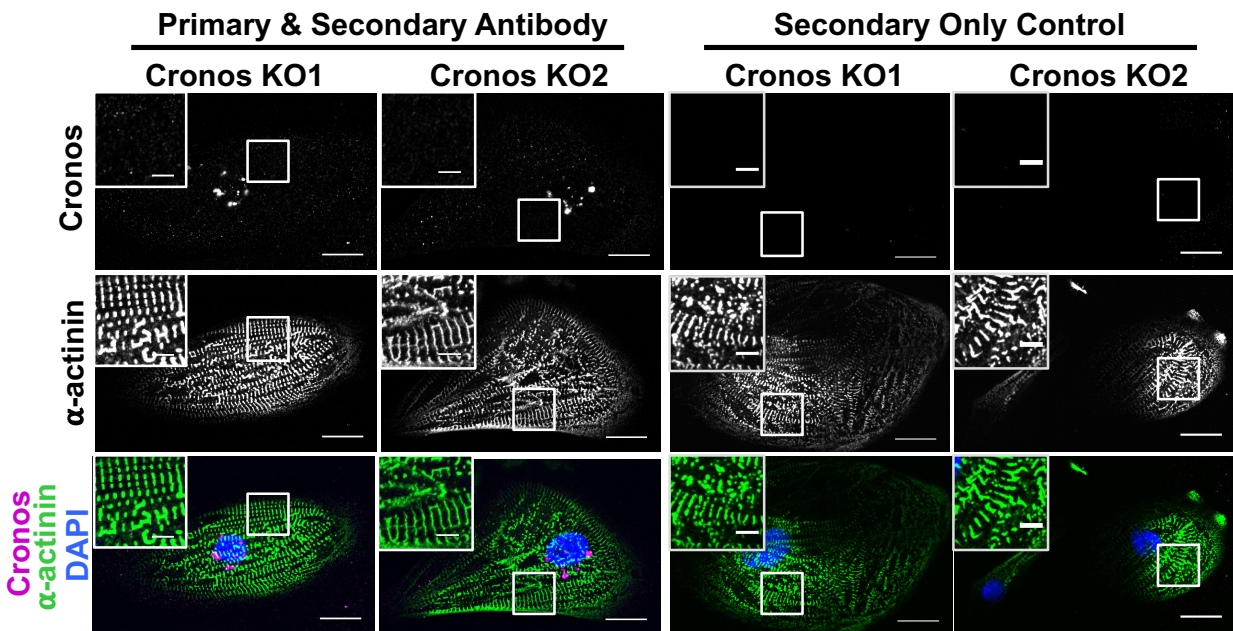 Primary & Secondary Antibody
Secondary Only Control
Cronos KO1
Cronos KO2
Cronos KO1
Cronos KO2
Cronos
α-actinin
Cronos
α-actinin
DAPI